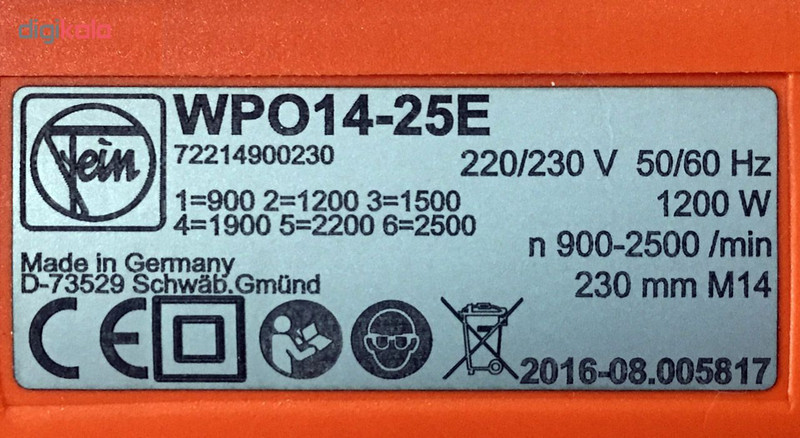 digikala
Fein
WPO14-25E
72214900230
220/230 V 50/60 Hz
1=900 2=1200 3=1500
1200 W
4=1900 5=2200 6=2500
n 900-2500 /min
Made in Germany
D-73529 Schwäb.Gmünd
230 mm M14
CE
2016-08.005817